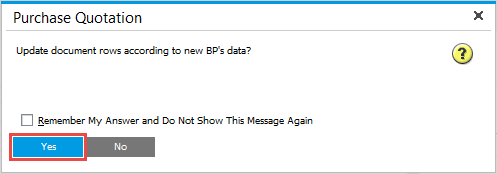 Purchase Quotation
Update document rows according to new BP's data?
Remember My Answer and Do Not Show This Message Again
Yes
No